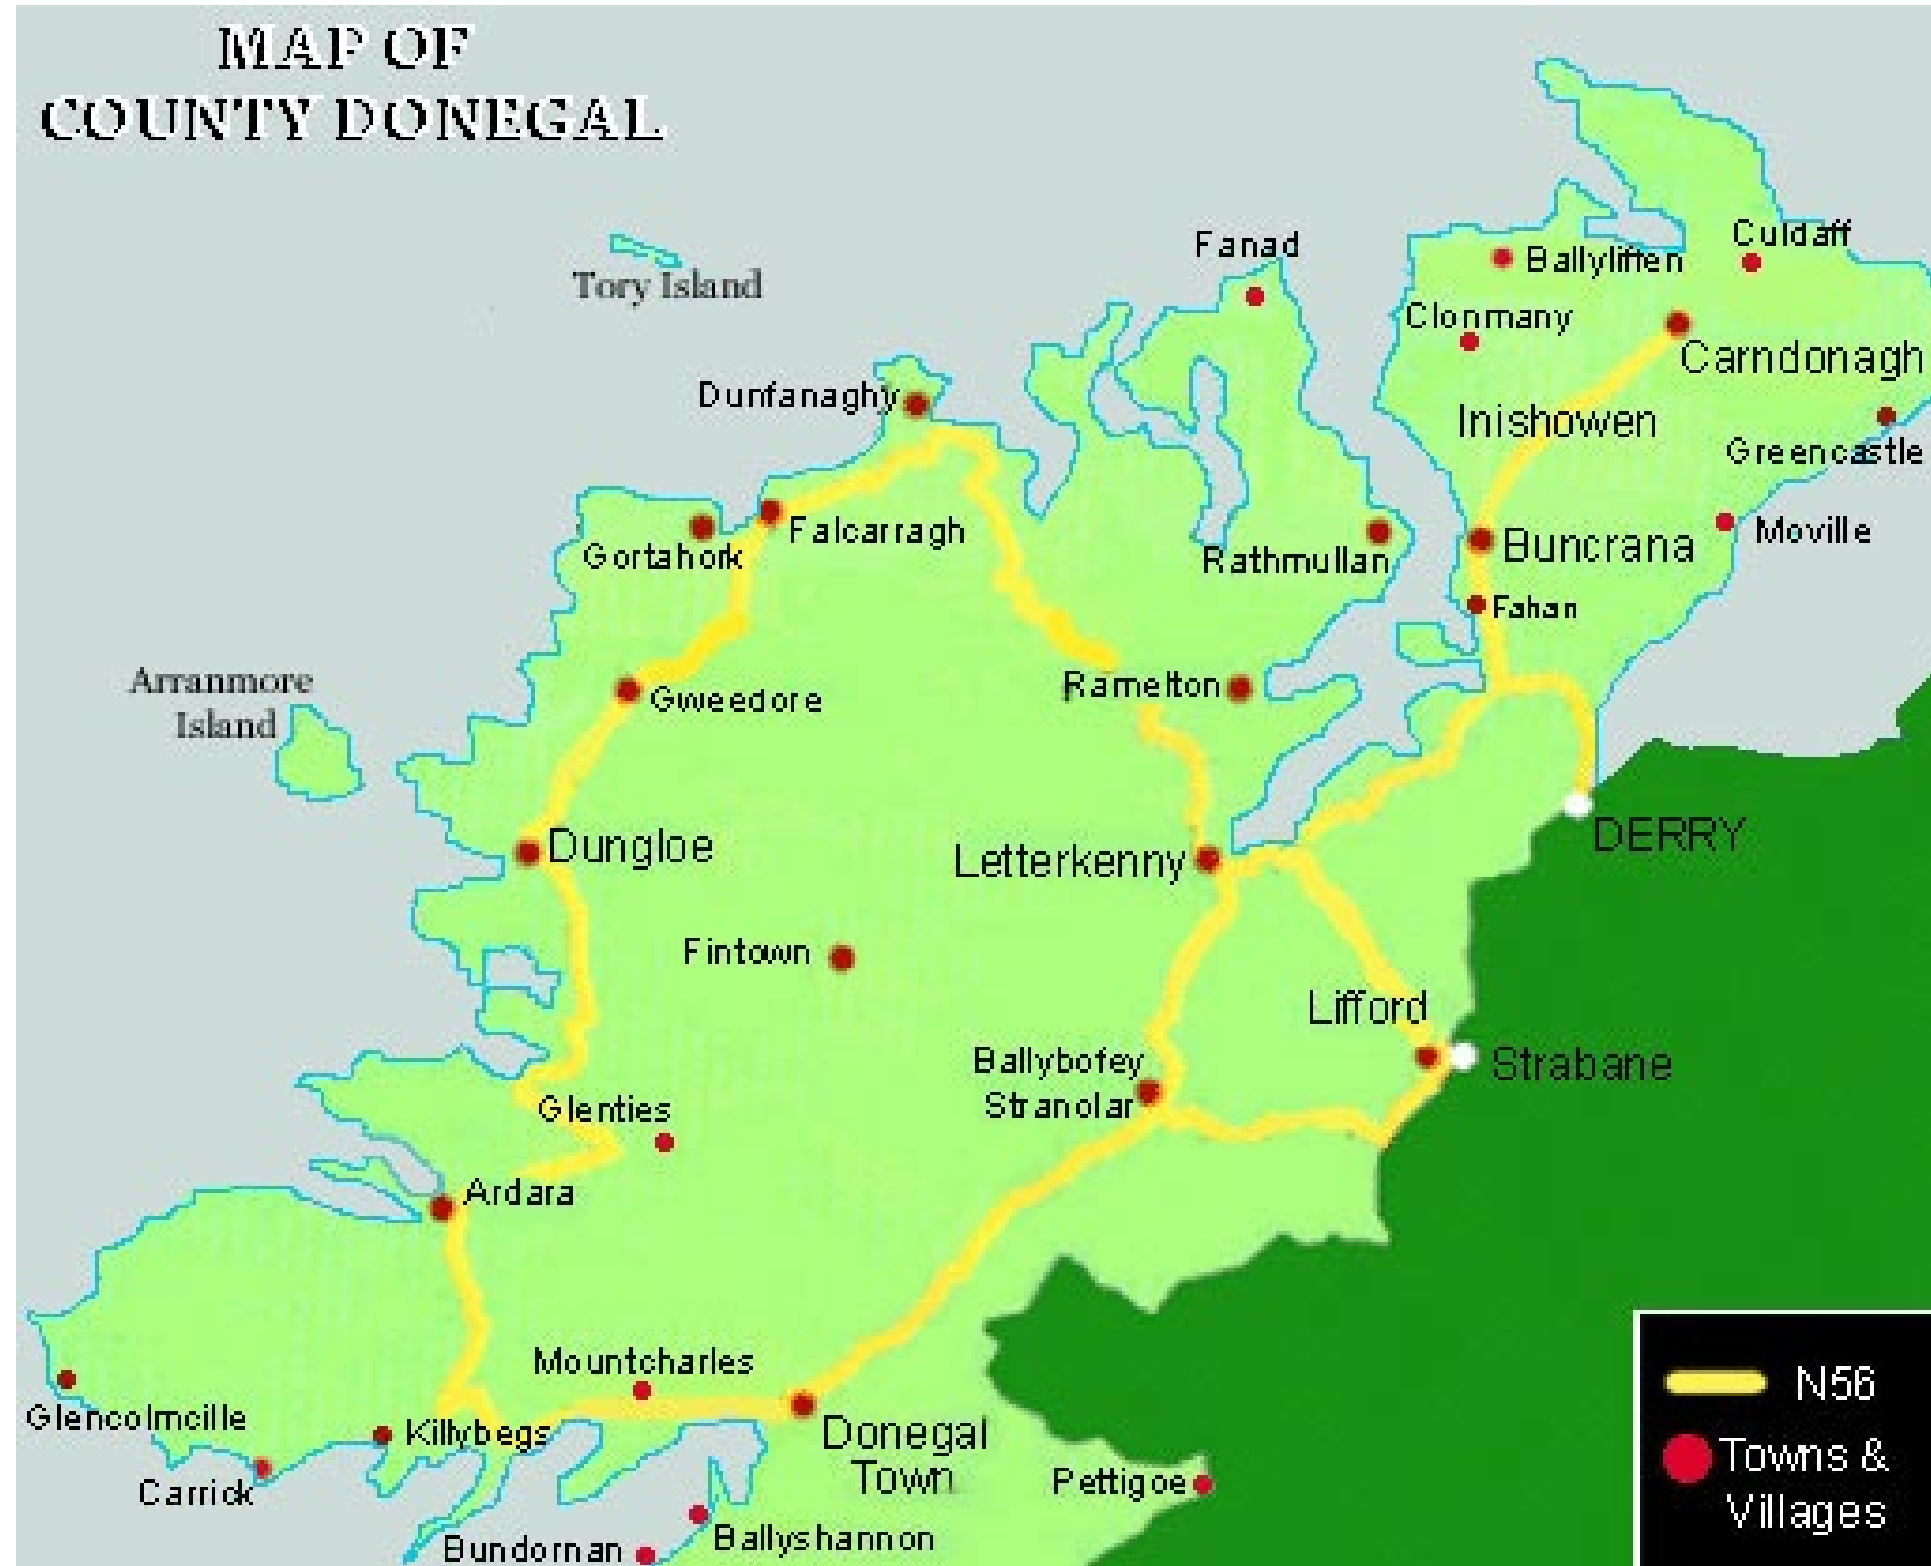 MAP OF
COUNTY DONEGAL
Fanad
Culdaff
Ballyliffen
Tory Island
Clonmany
Carndonagh
Dunfanaghy
Inishowen
Greencastle
Falcarragh
Gortahork
Rathmullan
Buncrana
Moville
Fahan
Arranmore
Island
Ramelton
Gweedore
DERRY
Dungloe
Letterkenny
Fintown
Lifford
Strabane
Ballybofey
Stranolar
Glenties
Ardara
Mountcharles
N56
Glencolmcille
Killybegs
Donegal
Town
Towns &
Villages
Carrick
Pettigoe
Ballyshannon
Bundornan